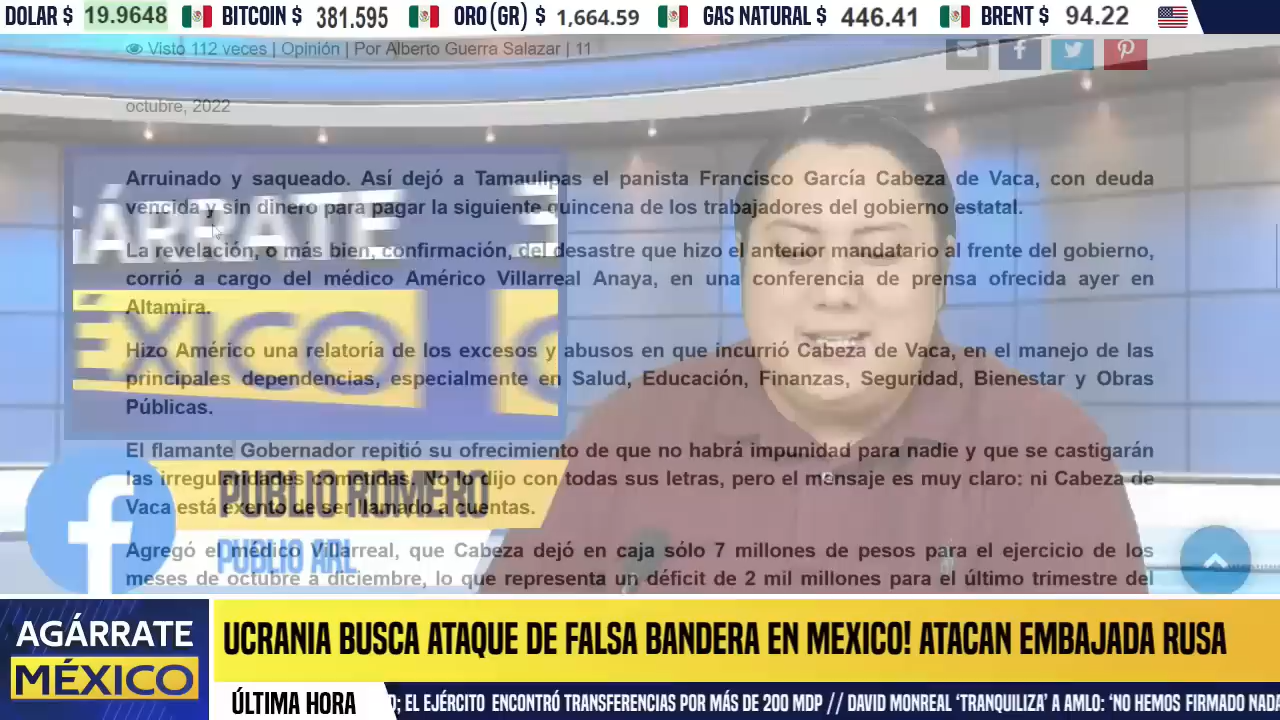 DOLAR $ 19.9648 BITCOIN $ 381.595 ORO(GR) $ 1,664.59 GAS NATURAL $ 446.41 BRENT $ 94.22
Visto 112 veces | Opinión | Por Alberto Guerra Salazar | 11
octubre, 2022
Arruinado y saqueado. Así dejó a Tamaulipas el panista Francisco García Cabeza de Vaca, con deuda
vencida y sin dinero para pagar la siguiente quincena de los trabajadores del gobierno estatal.
GÁRRATE
La revelación, o más bien, confirmación, del desastre que hizo el anterior mandatario al frente del gobierno,
corrió a cargo del médico Américo Villarreal Anaya, en una conferencia de prensa ofrecida ayer en
Altamira.
ÉXICO
Hizo Américo una relatoría de los excesos y abusos en que incurrió Cabeza de Vaca, en el manejo de las
principales dependencias, especialmente en Salud, Educación, Finanzas, Seguridad, Bienestar y Obras
Públicas.
El flamante Gobernador repitió su ofrecimiento de que no habrá impunidad para nadie y que se castigarán
las irregularidades cometidas. No lo dijo con todas sus letras, pero el mensaje es muy claro: ni Cabeza de
Vaca está exento de ser llamado a cuentas.
PUBLIO ROMERO
PUBLIO ARL
Agregó el médico Villarreal, que Cabeza dejó en caja sólo 7 millones de pesos para el ejercicio de los
meses de octubre a diciembre, lo que representa un déficit de 2 mil millones para el último trimestre del
AGÁRRATE
MÉXICO
UCRANIA BUSCA ATAQUE DE FALSA BANDERA EN MEXICO! ATACAN EMBAJADA RUSA
ÚLTIMA HORA
; EL EJÉRCITO ENCONTRÓ TRANSFERENCIAS POR MÁS DE 200 MDP // DAVID MONREAL 'TRANQUILIZA' A AMLO: 'NO HEMOS FIRMADO NADA